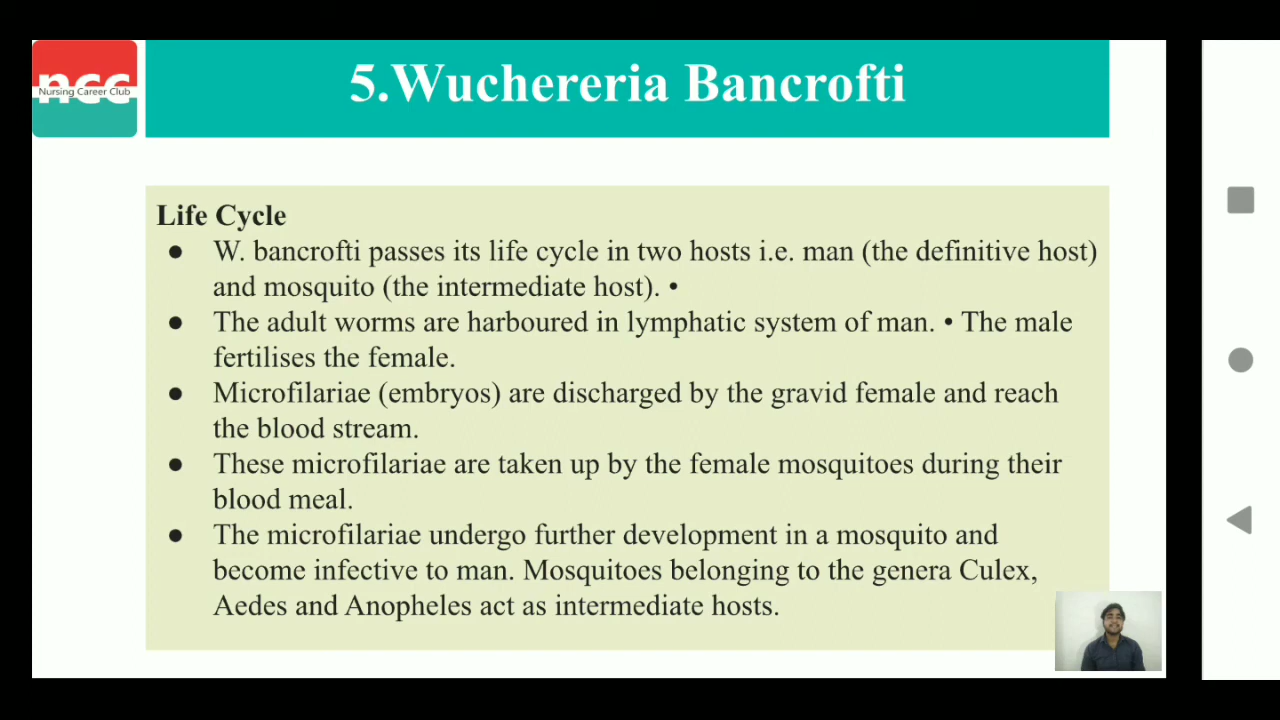 ncc
Nursing Career Club
5.Wuchereria Bancrofti
Life Cycle
● W. bancrofti passes its life cycle in two hosts i.e. man (the definitive host)
and mosquito (the intermediate host). •
● The adult worms are harboured in lymphatic system of man. • The male
fertilises the female.
● Microfilariae (embryos) are discharged by the gravid female and reach
the blood stream.
● These microfilariae are taken up by the female mosquitoes during their
blood meal.
● The microfilariae undergo further development in a mosquito and
become infective to man. Mosquitoes belonging to the genera Culex,
Aedes and Anopheles act as intermediate hosts.